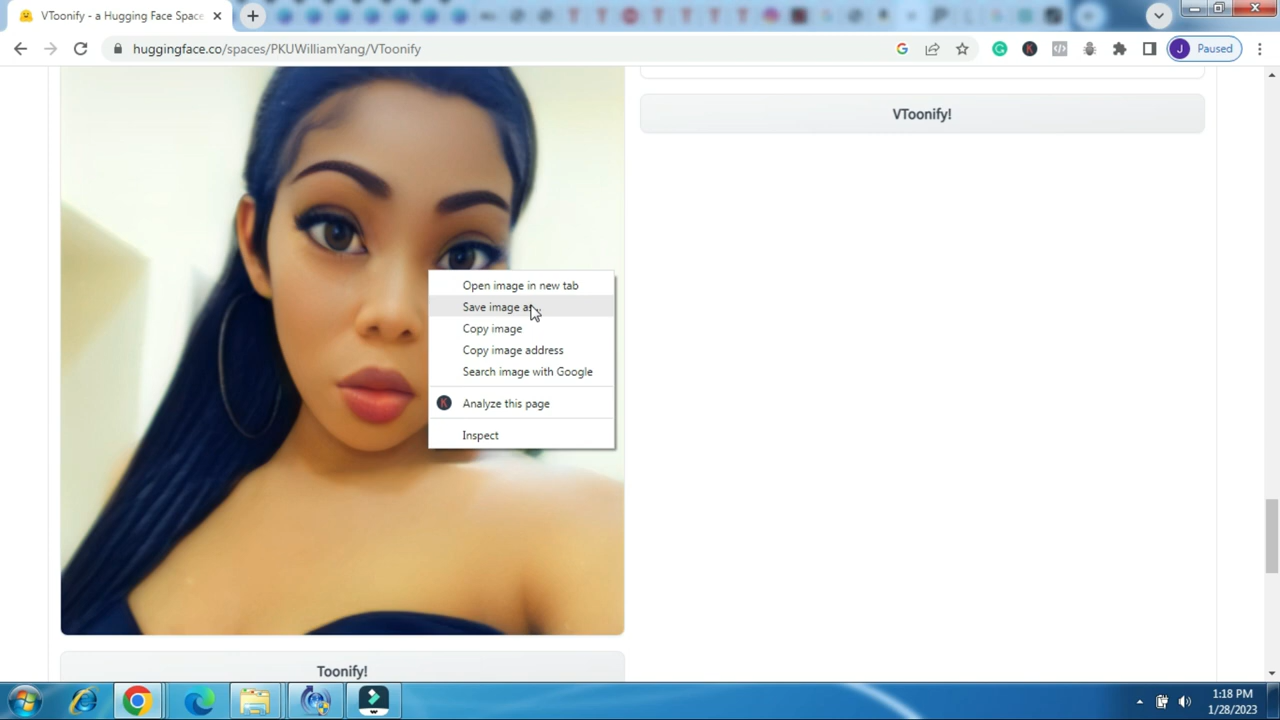 VToonify - a Hugging Face Space
huggingface.co/spaces/PKUWilliamYang/VToonify
J
Paused
VToonify!
Open image in new tab
Save image as...
Copy image
Copy image address
Search image with Google
K Analyze this page
Inspect
Toonify!
1:18 PM
1/28/2023